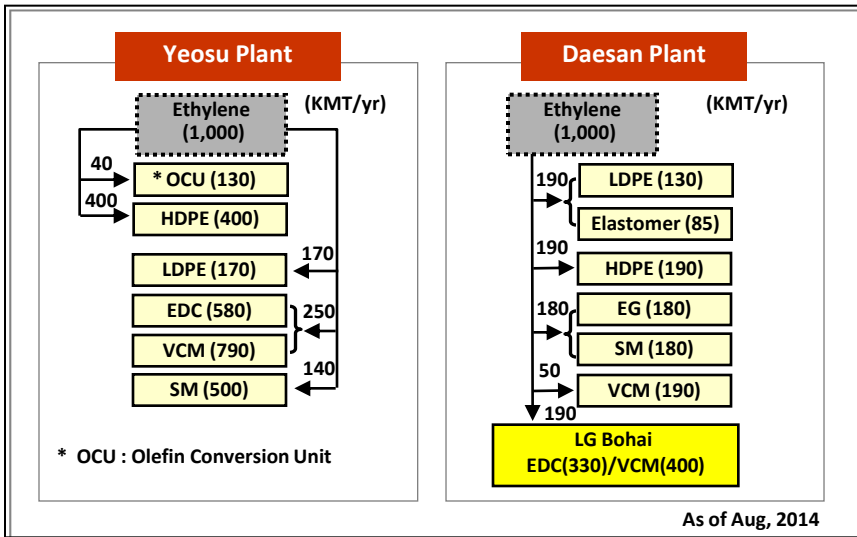 Yeosu Plant
Ethylene
(1,000)
(KMT/yr)
40
* OCU (130)
400
HDPE (400)
170
LDPE (170)
EDC (580)
250
VCM (790)
140
SM (500)
* OCU : Olefin Conversion Unit
Daesan Plant
Ethylene
(1,000)
(KMT/yr)
190
LDPE (130)
Elastomer (85)
190
HDPE (190)
180
EG (180)
SM (180)
50
VCM (190)
190
LG Bohai
EDC(330)/VCM(400)
As of Aug, 2014